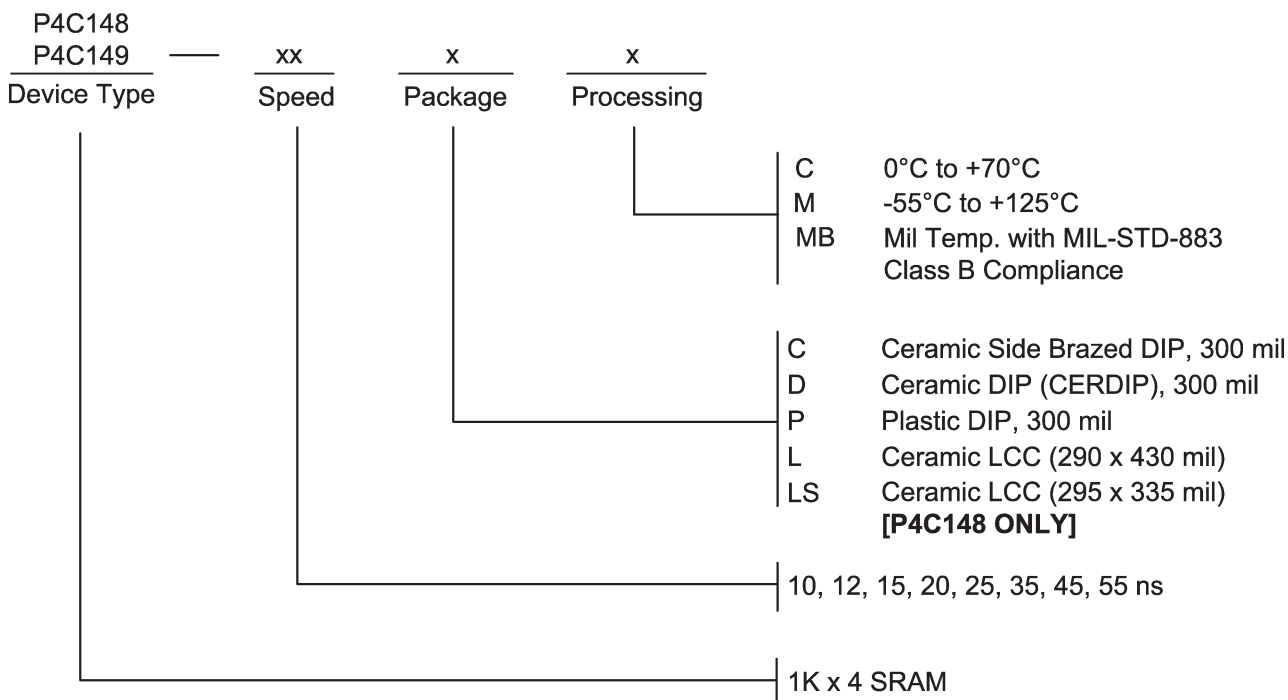 P4C148
P4C149 — xx x x
Device Type Speed Package Processing
C 0°C to +70°C
M -55°C to +125°C
MB Mil Temp. with MIL-STD-883
Class B Compliance
C Ceramic Side Brazed DIP, 300 mil
D Ceramic DIP (CERDIP), 300 mil
P Plastic DIP, 300 mil
L Ceramic LCC (290 x 430 mil)
LS Ceramic LCC (295 x 335 mil)
[P4C148 ONLY]
10, 12, 15, 20, 25, 35, 45, 55 ns
1K x 4 SRAM